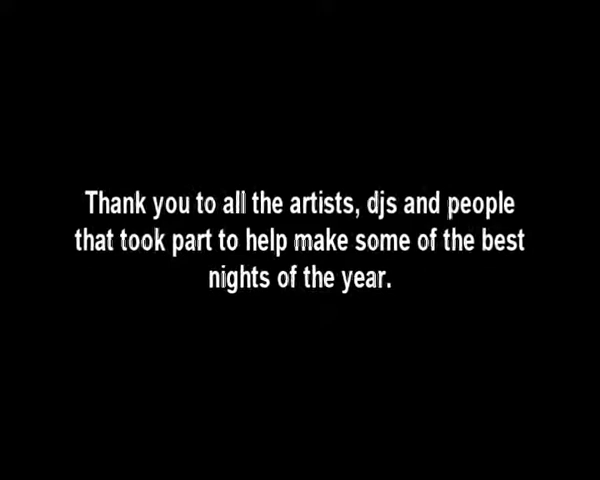 Thank you to all the artists, djs and people
that took part to help make some of the best
nights of the year.